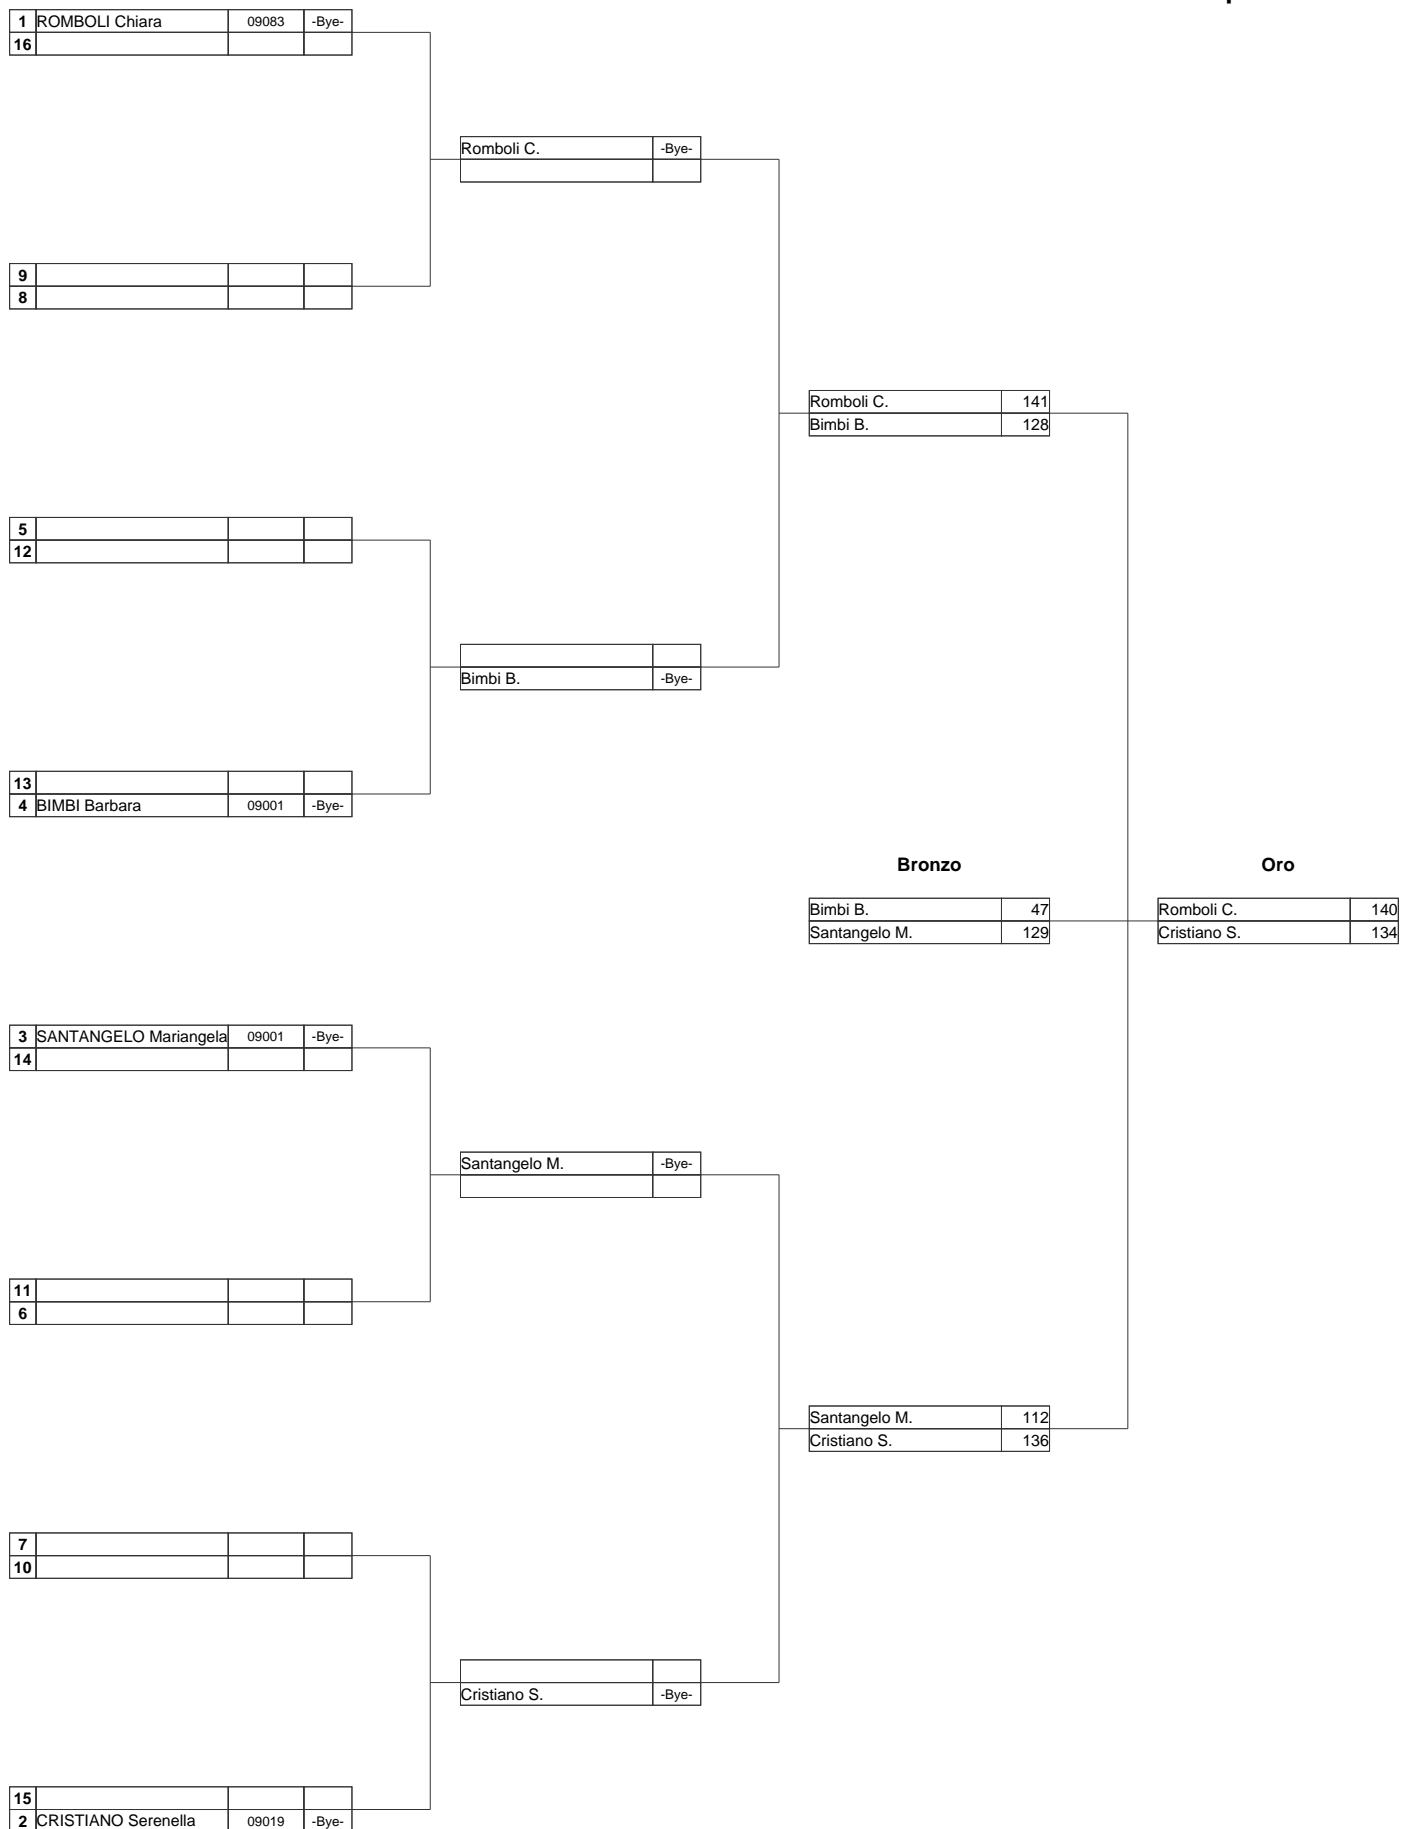 1 ROMBOLI Chiara 09083 -Bye-
16
Romboli C. -Bye-
9
8
Romboli C. 141
Bimbi B. 128
5
12
Bimbi B. -Bye-
13
4 BIMBI Barbara 09001 -Bye-
Bronzo
Oro
Bimbi B. 47
Santangelo M. 129
Romboli C. 140
Cristiano S. 134
3 SANTANGELO Mariangela 09001 -Bye-
14
Santangelo M. -Bye-
11
6
Santangelo M. 112
Cristiano S. 136
7
10
Cristiano S. -Bye-
15
2 CRISTIANO Serenella 09019 -Bye-